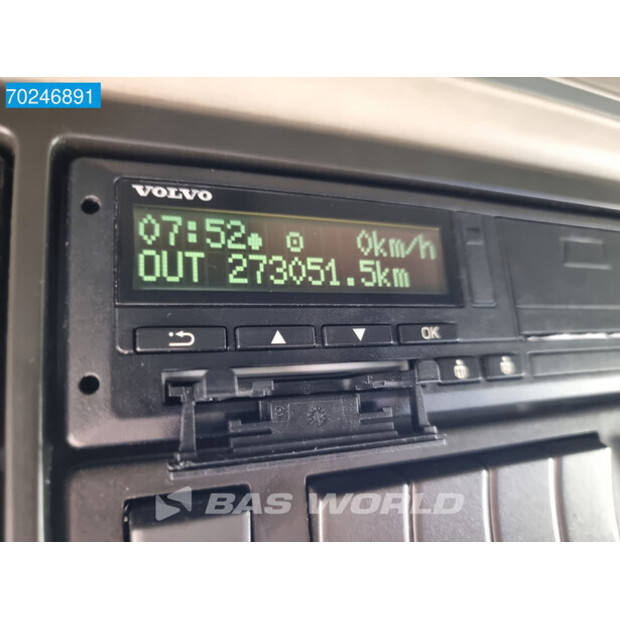 70246891
VOLVO
07:52 0km/h
OUT 273051.5km
OK
BAS WORLD